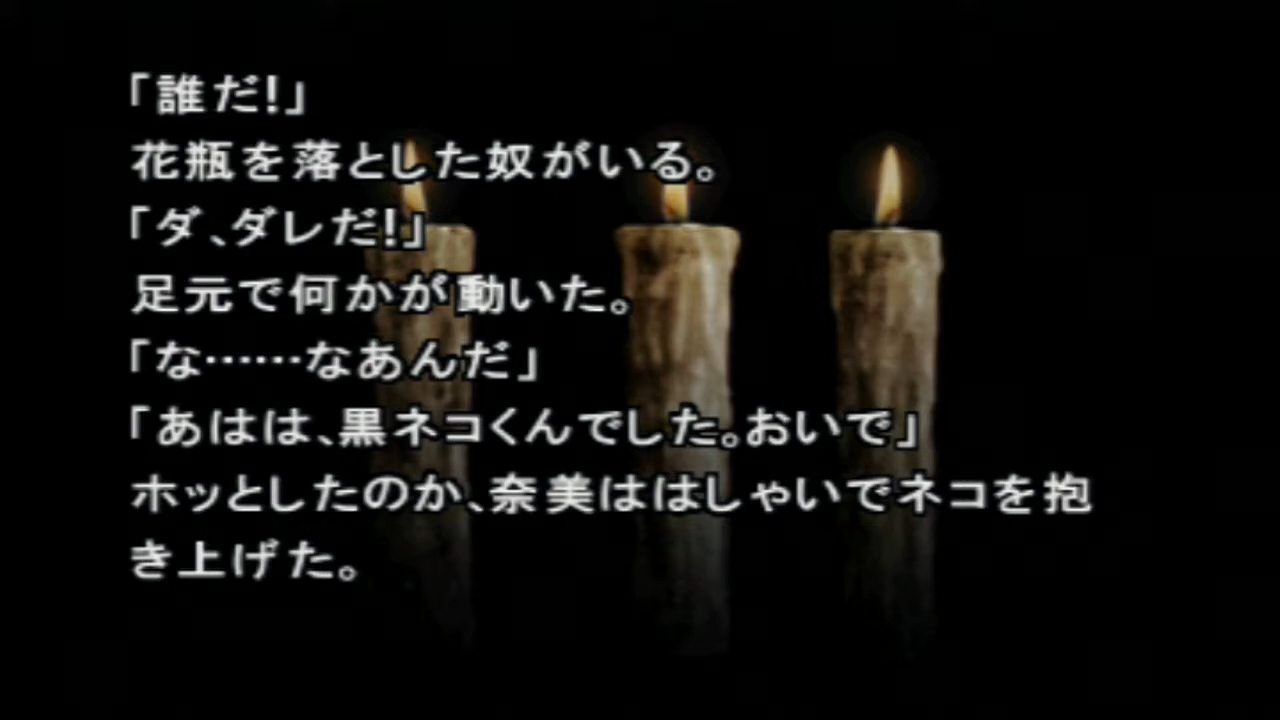 「誰だ!」
花瓶を落とした奴がいる。
「ダ、ダレだ!」
足元で何かが動いた。
「な……なあんだ」
「あはは、黒ネコくんでした。おいで」
ホッとしたのか、奈美ははしゃいでネコを抱
き上げた。